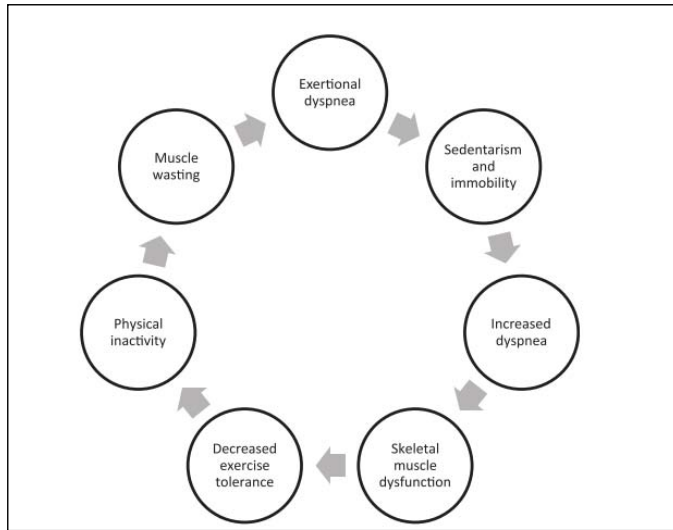 Exertional
dyspnea
Sedentarism
and
immobility
Increased
dyspnea
Skeletal
muscle
dysfunction
Decreased
exercise
tolerance
Physical
inactivity
Muscle
wasting